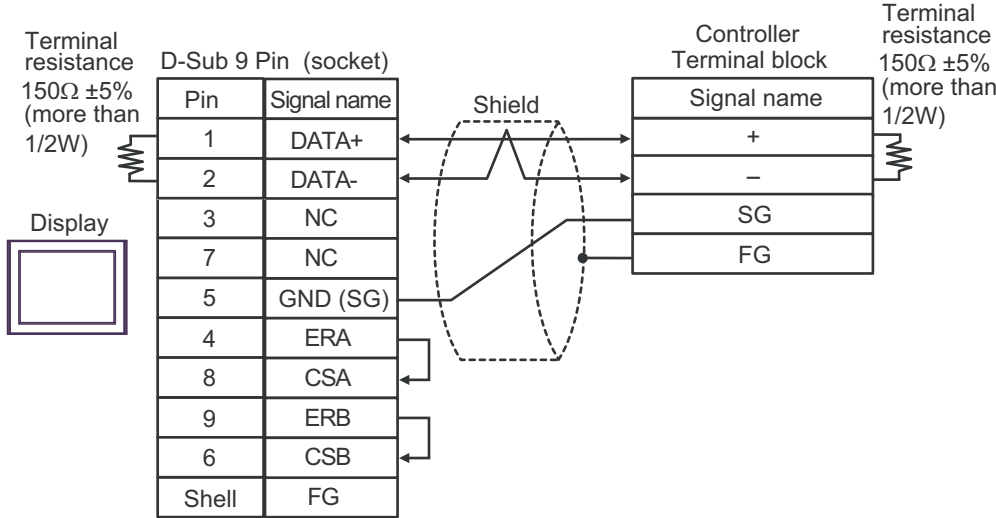 Terminal
resistance
150Ω ±5%
(more than
1/2W)
D-Sub 9 Pin (socket)
Pin Signal name
1 DATA+
2 DATA-
3 NC
7 NC
5 GND (SG)
4 ERA
8 CSA
9 ERB
6 CSB
Shell FG
Display
Shield
Controller
Terminal block
Signal name
+
–
SG
FG
Terminal
resistance
150Ω ±5%
(more than
1/2W)